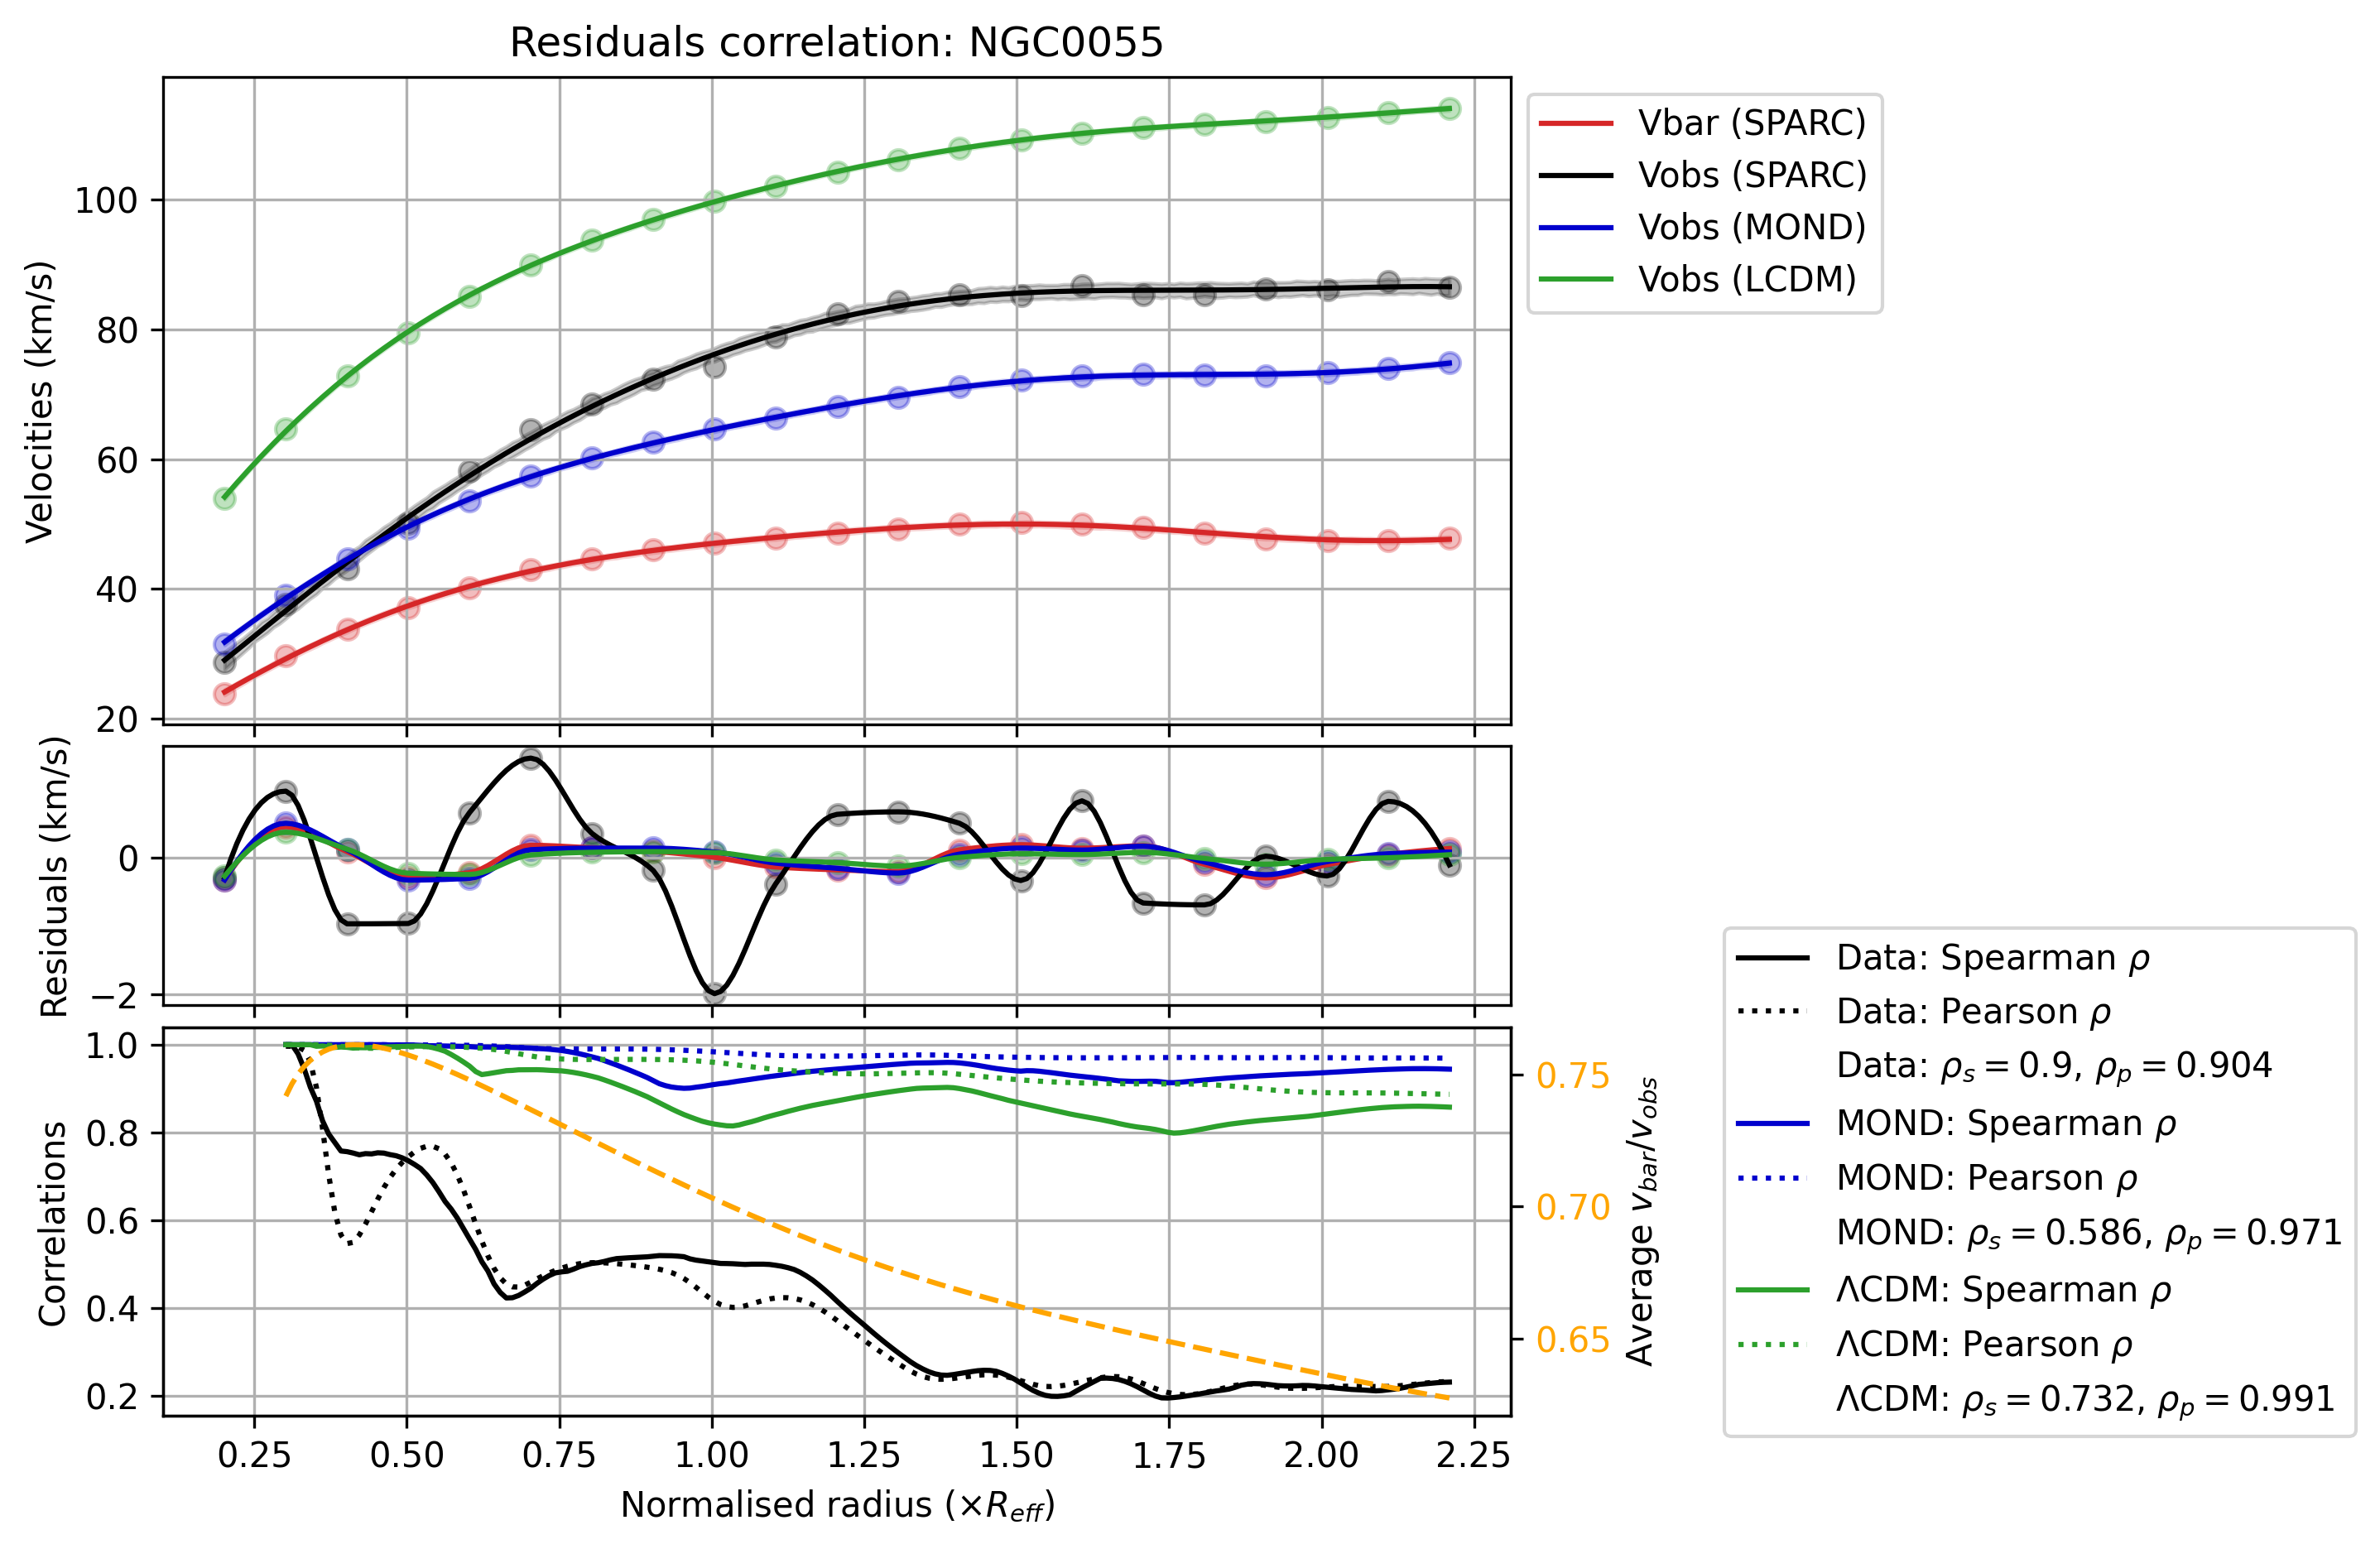 Residuals correlation: NGC0055
Velocities (km/s)
100
80
60
40
20
Vbar (SPARC)
Vobs (SPARC)
Vobs (MOND)
Vobs (LCDM)
Residuals (km/s)
0
−2
Correlations
1.0
0.8
0.6
0.4
0.2
0.75
0.70
0.65
Average v_bar/v_obs
0.25 0.50 0.75 1.00 1.25 1.50 1.75 2.00 2.25
Normalised radius (×R_eff)
Data: Spearman ρ
Data: Pearson ρ
Data: ρ_s = 0.9, ρ_p = 0.904
MOND: Spearman ρ
MOND: Pearson ρ
MOND: ρ_s = 0.586, ρ_p = 0.971
ΛCDM: Spearman ρ
ΛCDM: Pearson ρ
ΛCDM: ρ_s = 0.732, ρ_p = 0.991